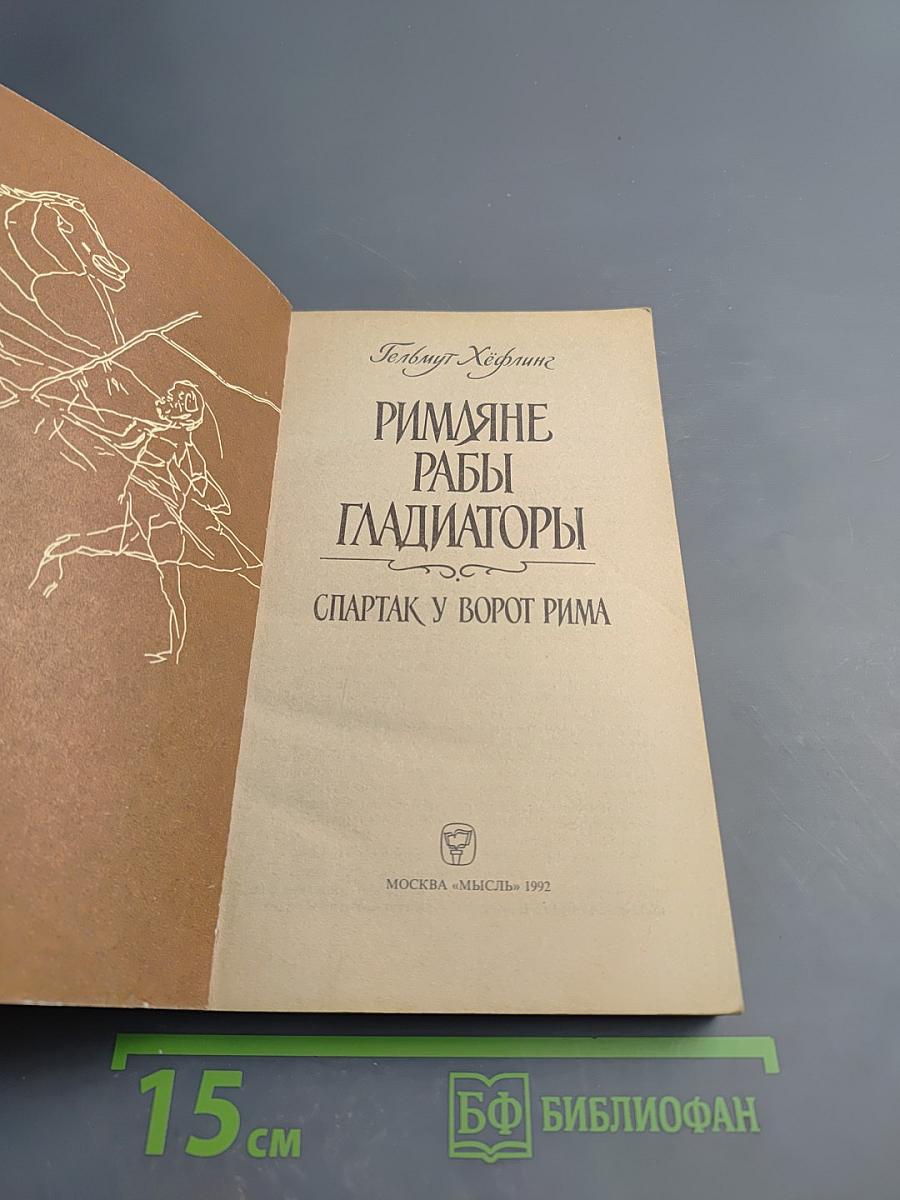 Гельмут Хёфлинг
РИМЛЯНЕ
РАБЫ
ГЛАДИАТОРЫ
СПАРТАК У ВОРОТ РИМА
МОСКВА «МЫСЛЬ» 1992
15 СМ
БФ БИБЛИОФАН